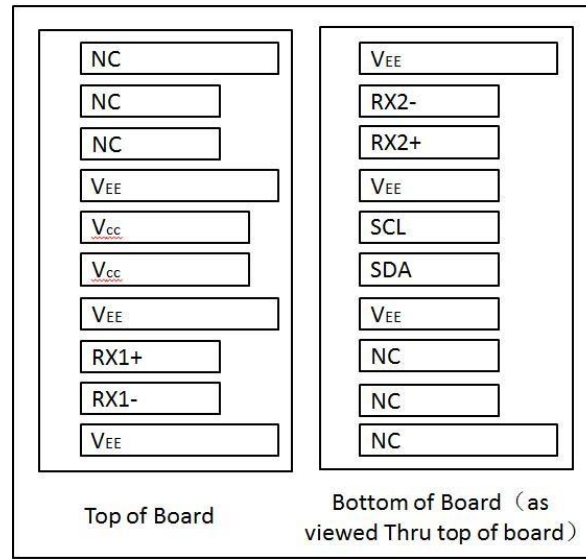 NC
NC
NC
VEE
Vcc
Vcc
VEE
RX1+
RX1-
VEE
Top of Board
VEE
RX2-
RX2+
VEE
SCL
SDA
VEE
NC
NC
NC
Bottom of Board（as
viewed Thru top of board）